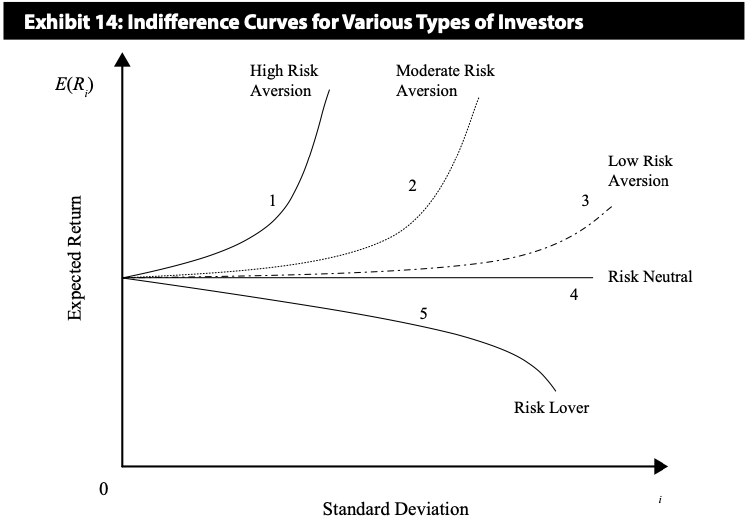 Exhibit 14: Indifference Curves for Various Types of Investors
E(Ri)
High Risk
Aversion
Moderate Risk
Aversion
Low Risk
Aversion
1
2
3
Expected Return
Risk Neutral
4
5
Risk Lover
0
Standard Deviation
i